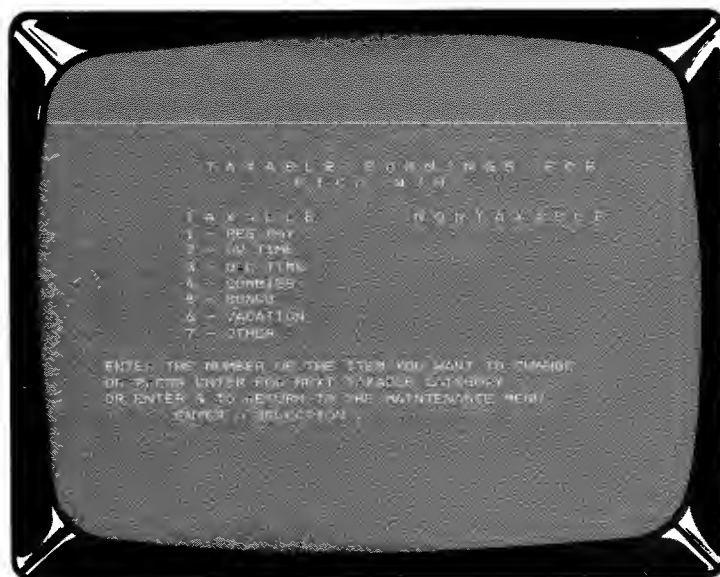 TAXABLE EARNINGS FOR
FICA W/H
TAXABLE NONTAXABLE
1 - REG PAY
2 - OV TIME
3 - TIME
4 -
5 - BONUS
6 - VACATION
7 - OTHER
ENTER THE NUMBER OF THE ITEM YOU WANT TO CHANGE
OR PRESS ENTER FOR NEXT TAXABLE CATEGORY
OR ENTER TO RETURN TO THE MAINTENANCE MENU
ENTER SELECTION